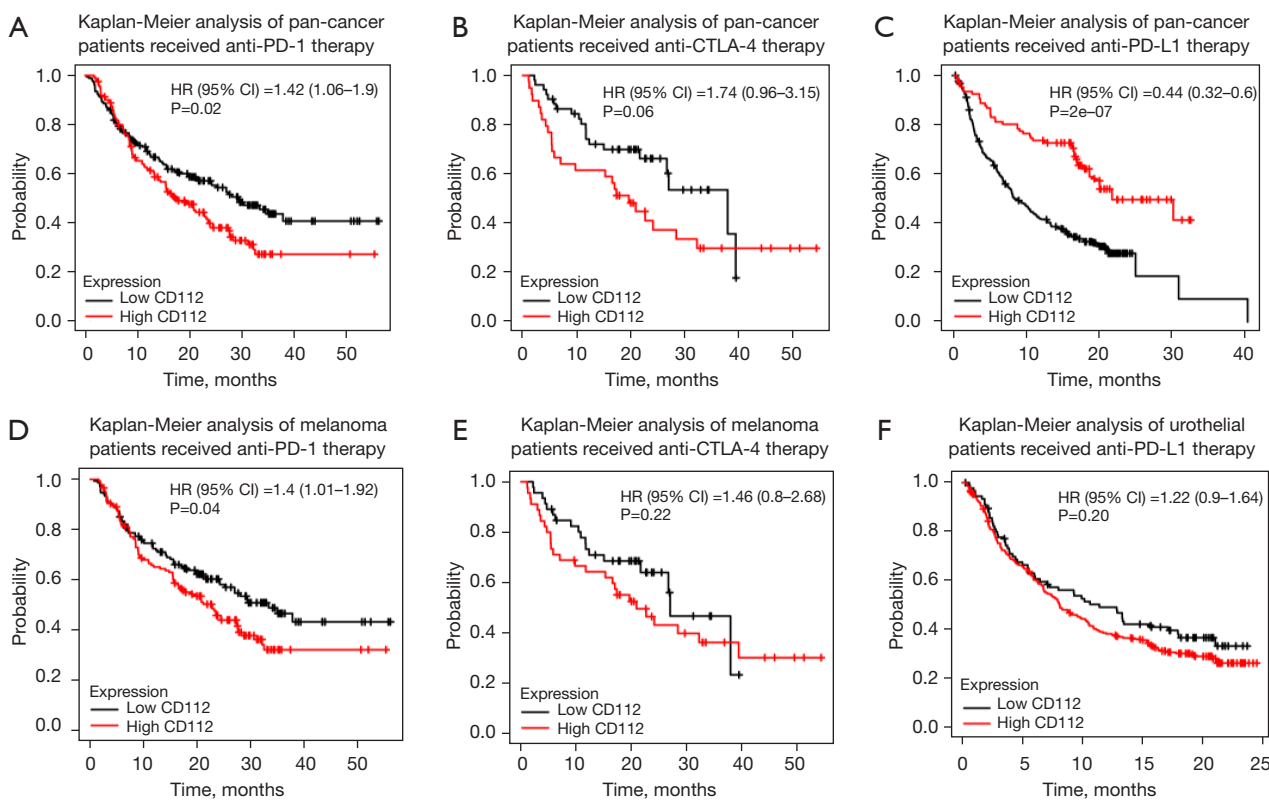 A
Kaplan-Meier analysis of pan-cancer
patients received anti-PD-1 therapy
HR (95% CI) =1.42 (1.06–1.9)
P=0.02
Probability
1.0
0.8
0.6
0.4
0.2
0.0
Expression
Low CD112
High CD112
0 10 20 30 40 50
Time, months
B
Kaplan-Meier analysis of pan-cancer
patients received anti-CTLA-4 therapy
HR (95% CI) =1.74 (0.96–3.15)
P=0.06
Probability
1.0
0.8
0.6
0.4
0.2
0.0
Expression
Low CD112
High CD112
0 10 20 30 40 50
Time, months
C
Kaplan-Meier analysis of pan-cancer
patients received anti-PD-L1 therapy
HR (95% CI) =0.44 (0.32–0.6)
P=2e–07
Probability
1.0
0.8
0.6
0.4
0.2
0.0
Expression
Low CD112
High CD112
0 10 20 30 40
Time, months
D
Kaplan-Meier analysis of melanoma
patients received anti-PD-1 therapy
HR (95% CI) =1.4 (1.01–1.92)
P=0.04
Probability
1.0
0.8
0.6
0.4
0.2
0.0
Expression
Low CD112
High CD112
0 10 20 30 40 50
Time, months
E
Kaplan-Meier analysis of melanoma
patients received anti-CTLA-4 therapy
HR (95% CI) =1.46 (0.8–2.68)
P=0.22
Probability
1.0
0.8
0.6
0.4
0.2
0.0
Expression
Low CD112
High CD112
0 10 20 30 40 50
Time, months
F
Kaplan-Meier analysis of urothelial
patients received anti-PD-L1 therapy
HR (95% CI) =1.22 (0.9–1.64)
P=0.20
Probability
1.0
0.8
0.6
0.4
0.2
0.0
Expression
Low CD112
High CD112
0 5 10 15 20 25
Time, months